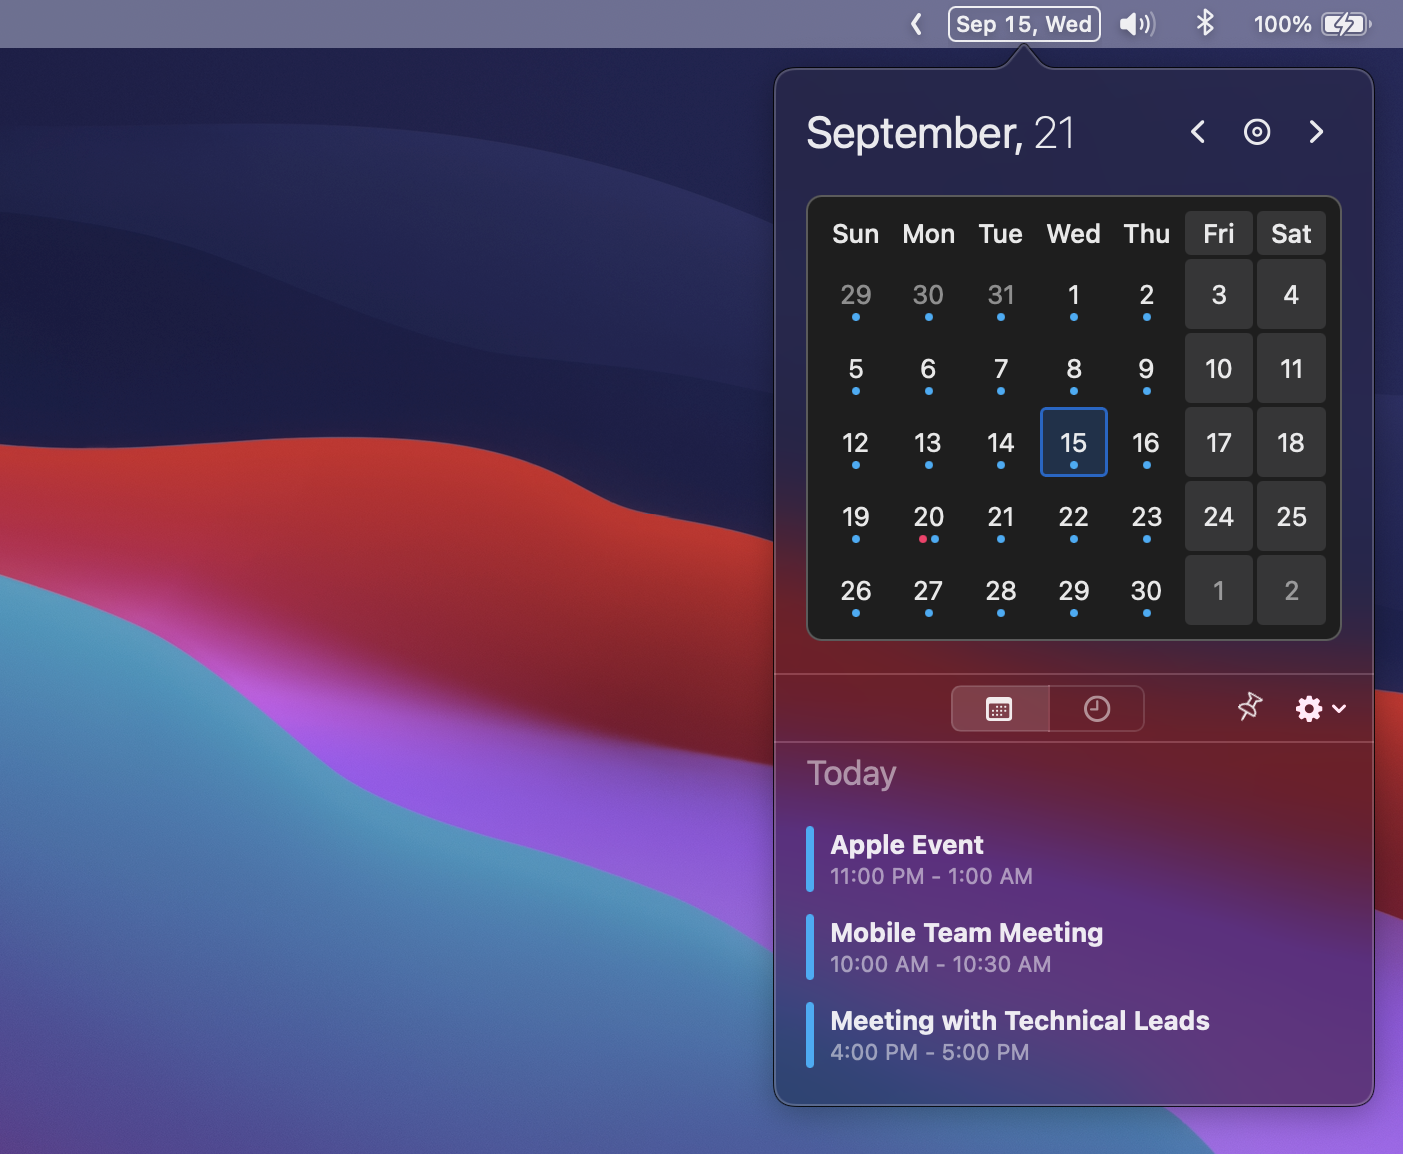 Sep 15, Wed 100%
September, 21
Sun Mon Tue Wed Thu Fri Sat
29 30 31 1 2 3 4
5 6 7 8 9 10 11
12 13 14 15 16 17 18
19 20 21 22 23 24 25
26 27 28 29 30 1 2
Today
Apple Event
11:00 PM - 1:00 AM
Mobile Team Meeting
10:00 AM - 10:30 AM
Meeting with Technical Leads
4:00 PM - 5:00 PM